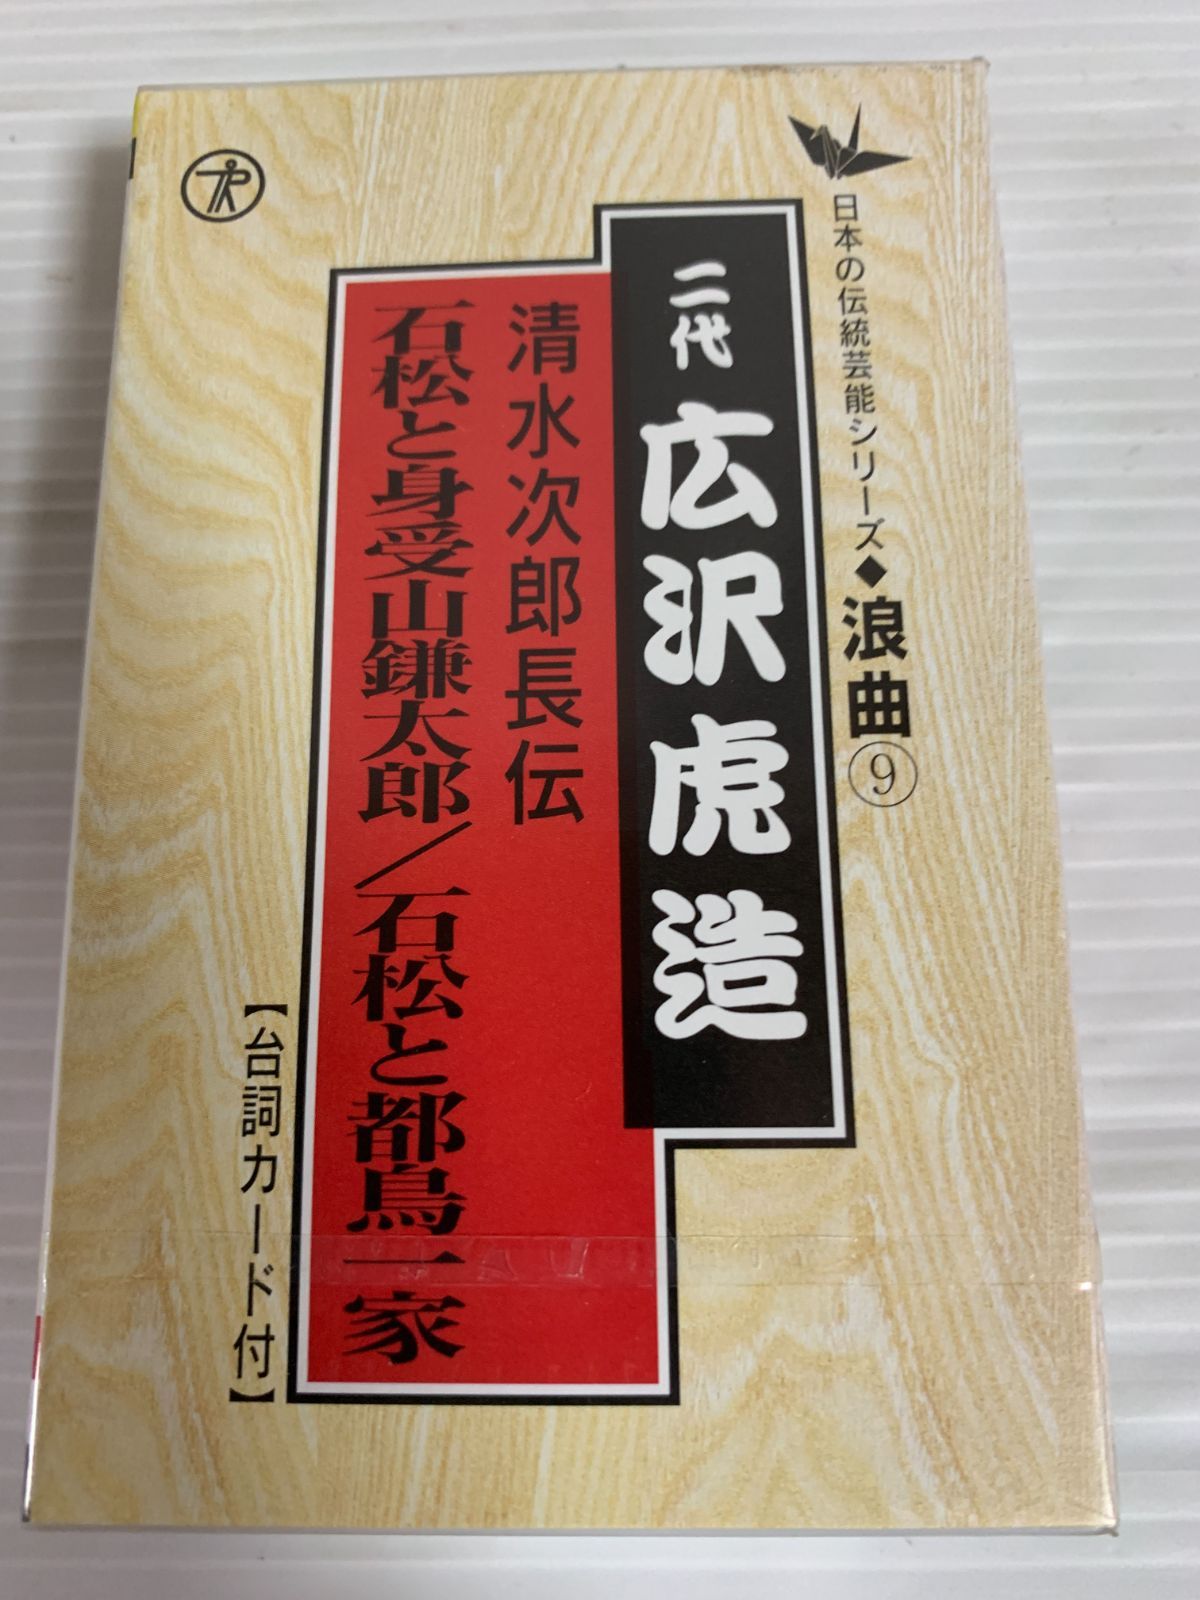 日本の伝統芸能シリーズ◆浪曲⑨
二代 広沢虎造
清水次郎長伝
石松と身受山鎌太郎／石松と都鳥一家
【台詞カード付】